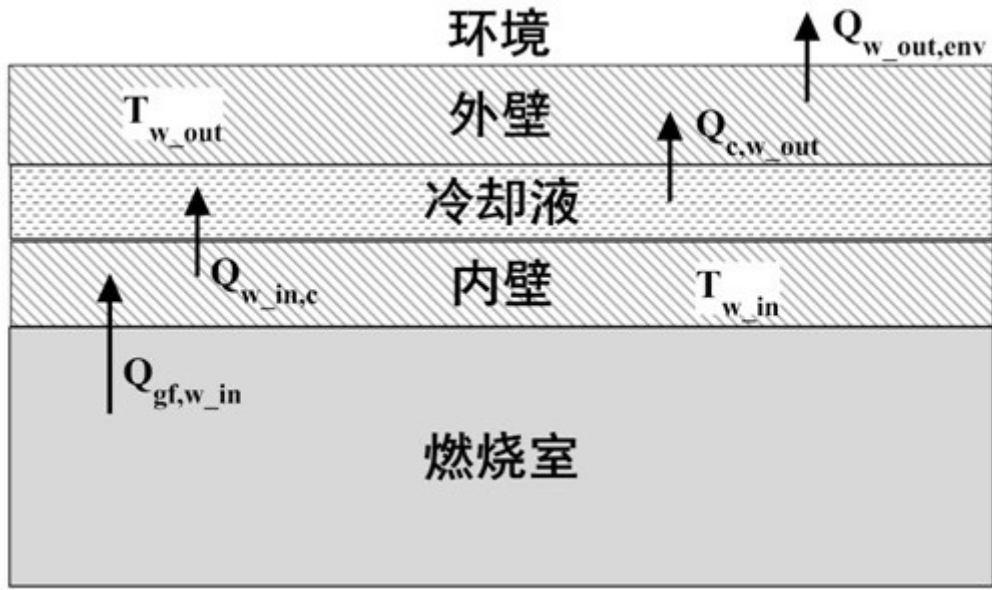 环境
Q_w_out,env
T_w_out
外壁
Q_c,w_out
冷却液
Q_w_in,c
内壁
T_w_in
Q_gf,w_in
燃烧室